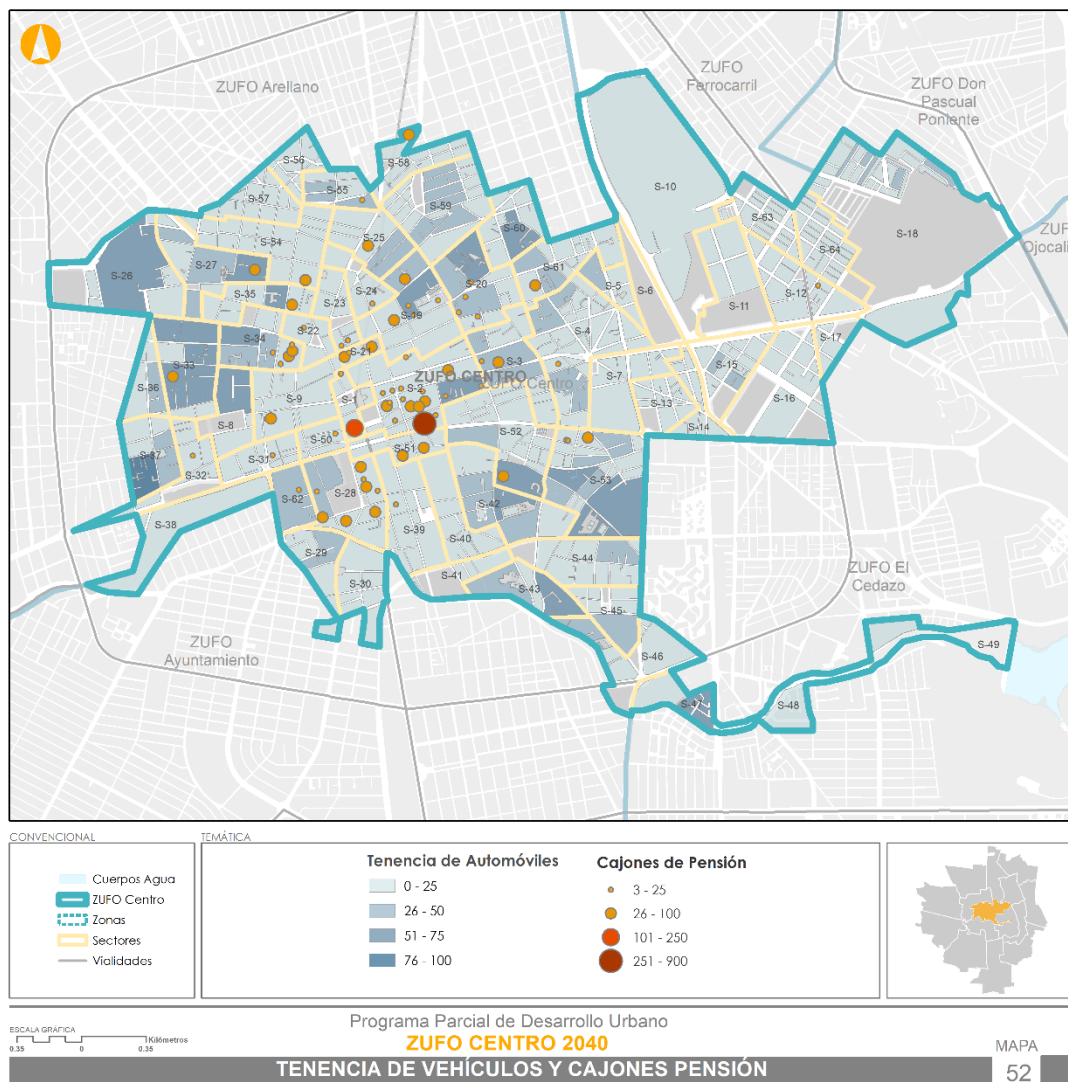 ZUFO Arellano
ZUFO
Ferrocarril
ZUFO Don
Pascual
Poniente
S-56
S-58
S-55
S-57
S-59
S-10
S-63
S-18
ZUF
Ojocali
S-25
S-54
S-60
S-64
S-26
S-27
S-61
S-35
S-24
S-20
S-5
S-6
S-12
S-23
S-11
S-19
S-22
S-34
S-4
S-17
S-21
S-3
S-33
ZUFO CENTRO
ZUFO Centro
S-15
S-36
S-2
S-7
S-1
S-9
S-13
S-16
S-8
S-14
S-50
S-52
S-51
S-37
S-31
S-32
S-53
S-62
S-28
S-42
S-38
S-39
S-40
S-29
S-44
S-41
S-30
S-43
ZUFO El
Cedazo
S-45
ZUFO
Ayuntamiento
S-49
S-46
S-47
S-48
CONVENCIONAL
Cuerpos Agua
ZUFO Centro
Zonas
Sectores
Vialidades
TEMÁTICA
Tenencia de Automóviles
0 - 25
26 - 50
51 - 75
76 - 100
Cajones de Pensión
3 - 25
26 - 100
101 - 250
251 - 900
ESCALA GRÁFICA
Kilómetros
0.35 0 0.35
Programa Parcial de Desarrollo Urbano
ZUFO CENTRO 2040
TENENCIA DE VEHÍCULOS Y CAJONES PENSIÓN
MAPA
52